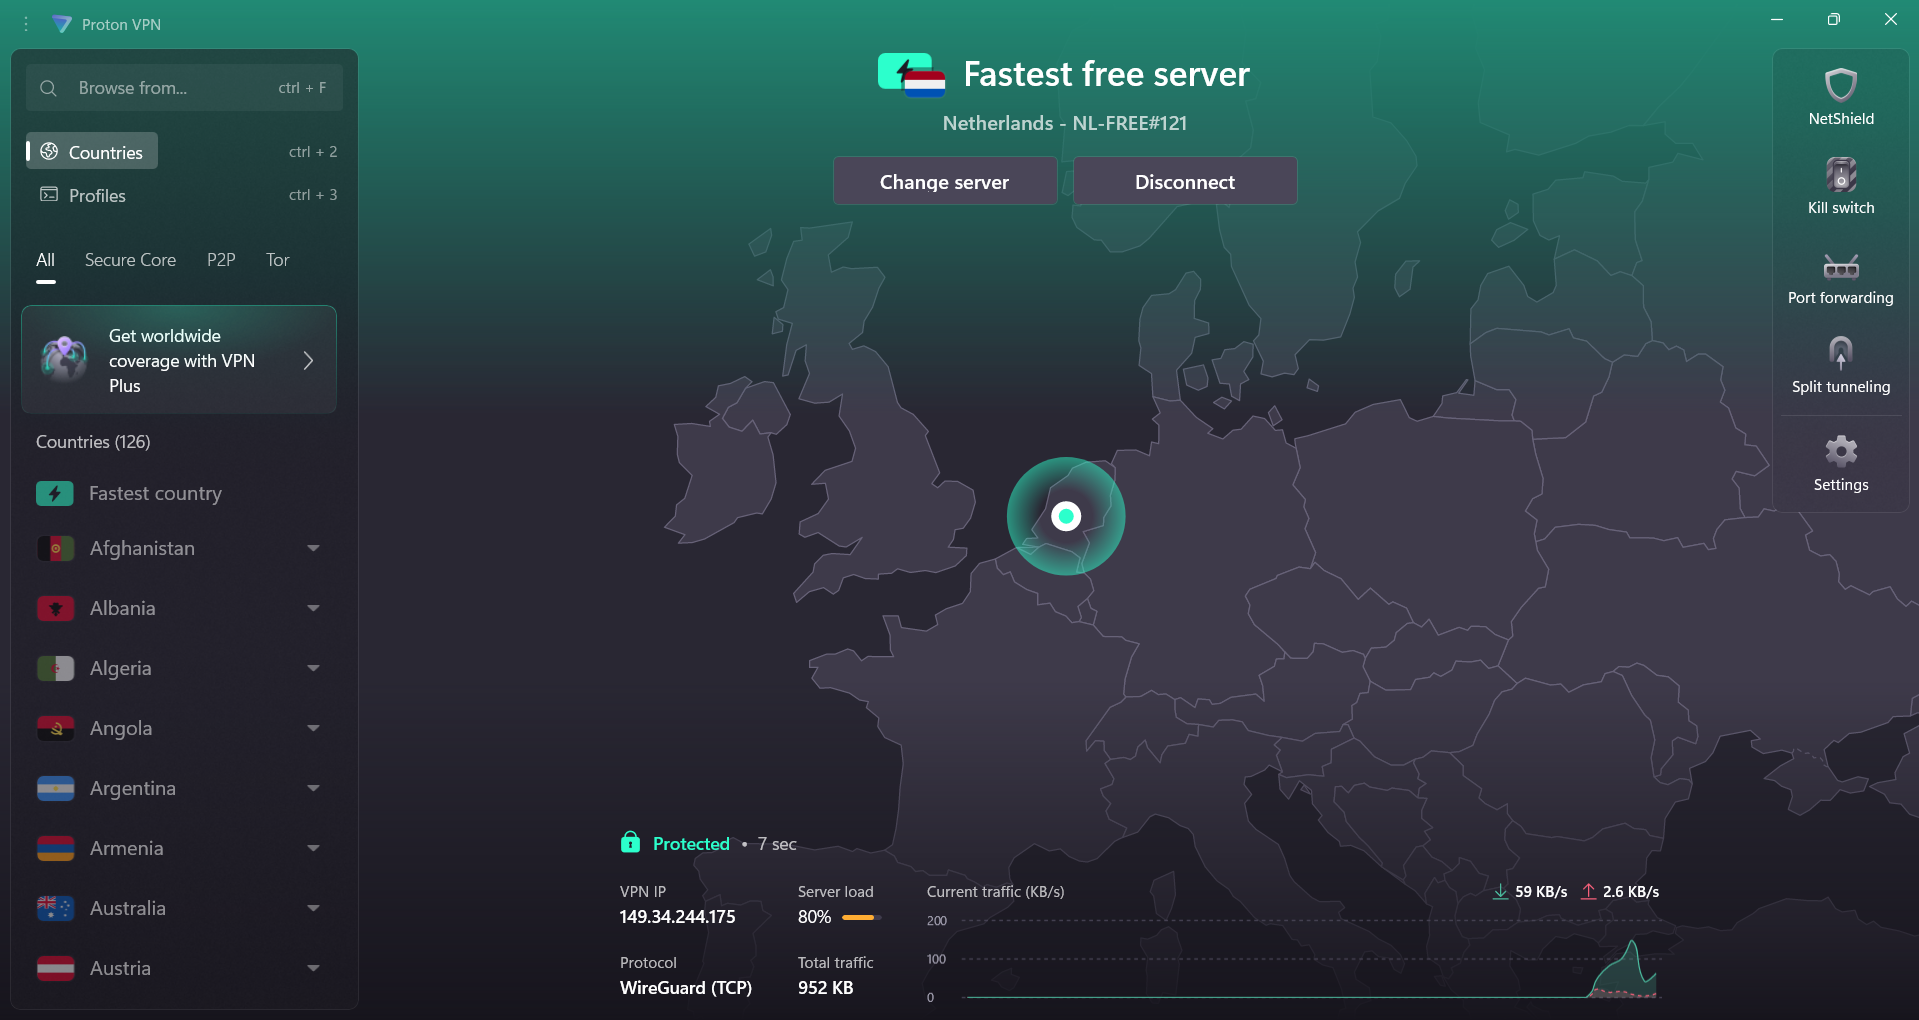 Proton VPN
Browse from...
ctrl + F
Countries
ctrl + 2
Profiles
ctrl + 3
All
Secure Core
P2P
Tor
Get worldwide
coverage with VPN
Plus
Countries (126)
Fastest country
Afghanistan
Albania
Algeria
Angola
Argentina
Armenia
Australia
Austria
Fastest free server
Netherlands - NL-FREE#121
Change server
Disconnect
Protected • 7 sec
VPN IP
149.34.244.175
Server load
80%
Protocol
WireGuard (TCP)
Total traffic
952 KB
Current traffic (KB/s)
59 KB/s
2.6 KB/s
200
100
0
NetShield
Kill switch
Port forwarding
Split tunneling
Settings